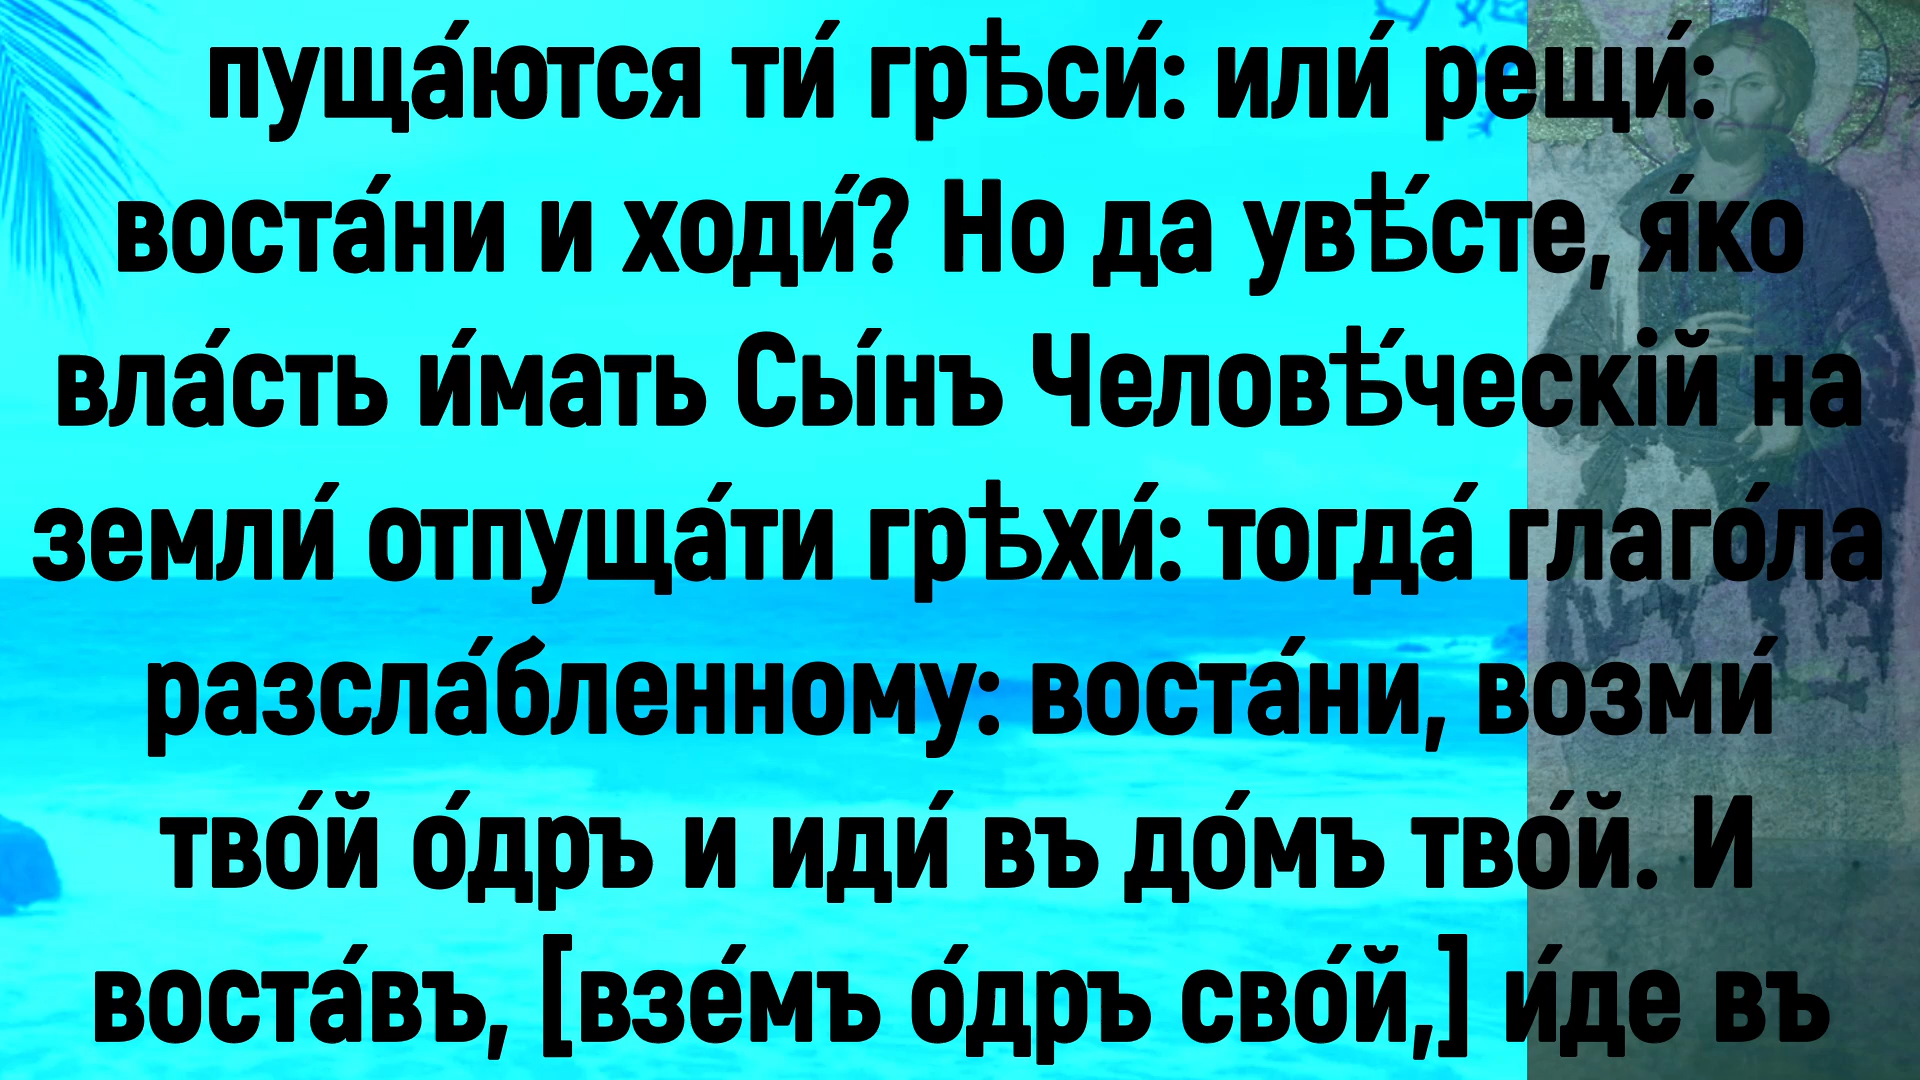 пуща́ются ти́ грѣси́: или́ рещи́:
воста́ни и ходи́? Но да увѣ́сте, я́ко
вла́сть и́мать Сы́нъ Человѣ́ческій на
земли́ отпуща́ти грѣхи́: тогда́ глаго́ла
разсла́бленному: воста́ни, возми́
тво́й о́дръ и иди́ въ до́мъ тво́й. И
воста́въ, [взе́мъ о́дръ сво́й,] и́де въ